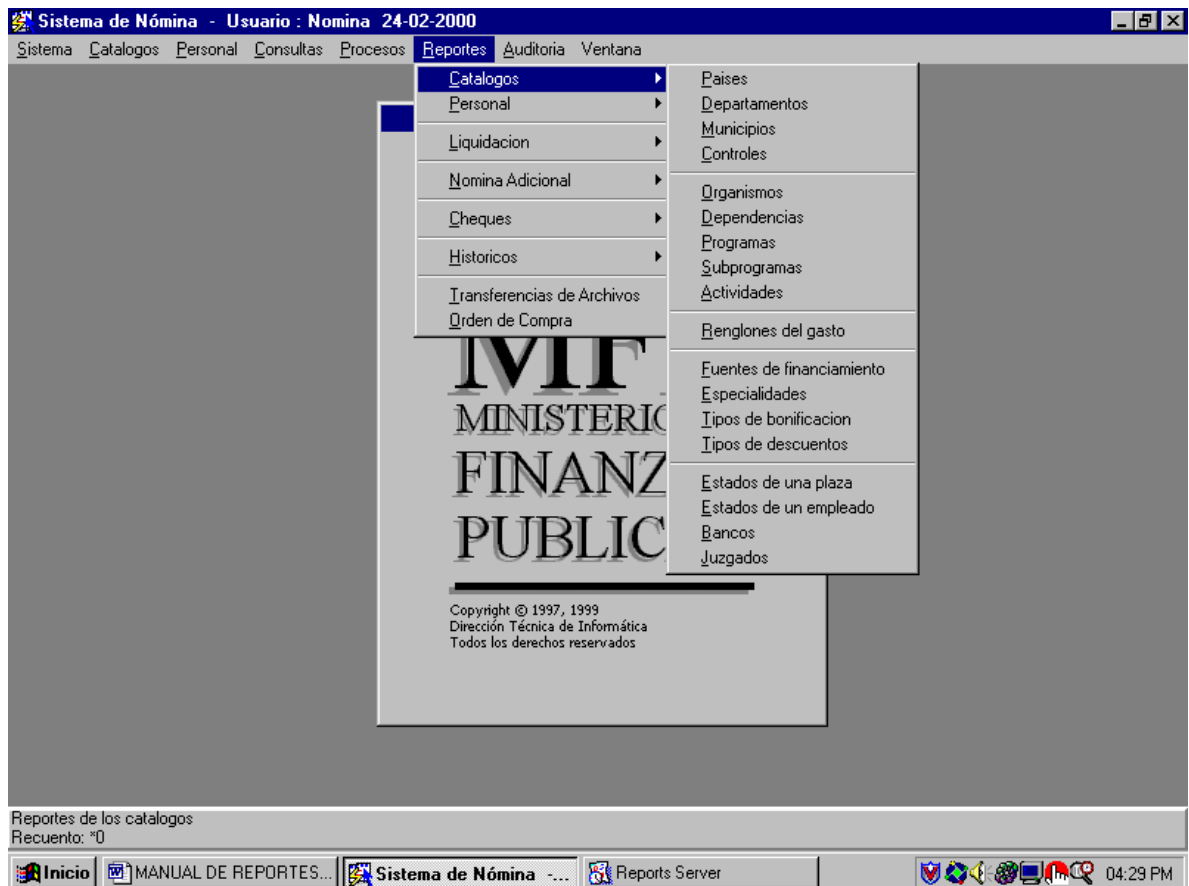 Sistema de Nómina - Usuario : Nomina 24-02-2000
Sistema Catalogos Personal Consultas Procesos Reportes Auditoria Ventana
Catalogos
Personal
Liquidacion
Nomina Adicional
Cheques
Historicos
Transferencias de Archivos
Orden de Compra
Paises
Departamentos
Municipios
Controles
Organismos
Dependencias
Programas
Subprogramas
Actividades
Renglones del gasto
Fuentes de financiamiento
Especialidades
Tipos de bonificacion
Tipos de descuentos
Estados de una plaza
Estados de un empleado
Bancos
Juzgados
MINISTERIO
FINANZ
PUBLIC
Copyright © 1997, 1999
Dirección Técnica de Informática
Todos los derechos reservados
Reportes de los catalogos
Recuento: *0
Inicio MANUAL DE REPORTES... Sistema de Nómina -... Reports Server 04:29 PM